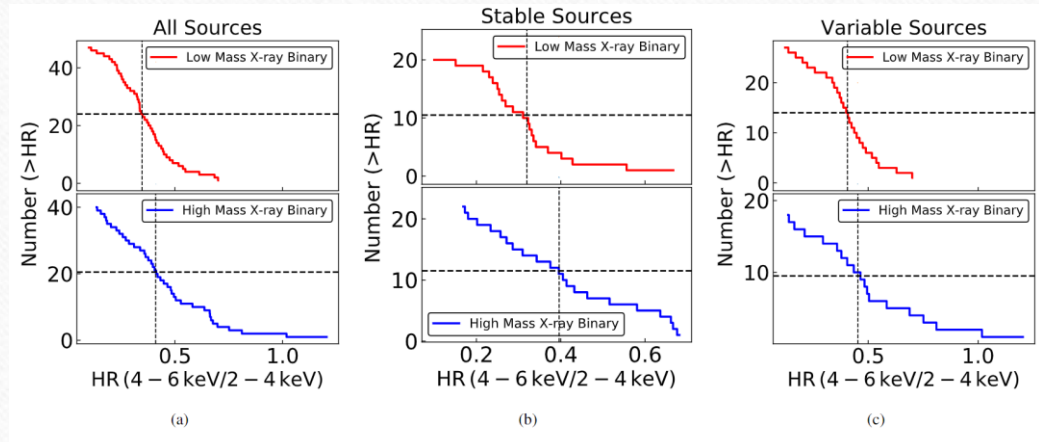 All Sources
Low Mass X-ray Binary
40
20
0
High Mass X-ray Binary
40
20
0
Number (>HR)
0.5
1.0
HR (4 − 6 keV/2 − 4 keV)
(a)
Stable Sources
Low Mass X-ray Binary
20
10
0
High Mass X-ray Binary
20
10
0
Number (>HR)
0.2
0.4
0.6
HR (4 − 6 keV/2 − 4 keV)
(b)
Variable Sources
Low Mass X-ray Binary
20
10
0
High Mass X-ray Binary
20
10
0
Number (>HR)
0.5
1.0
HR (4 − 6 keV/2 − 4 keV)
(c)